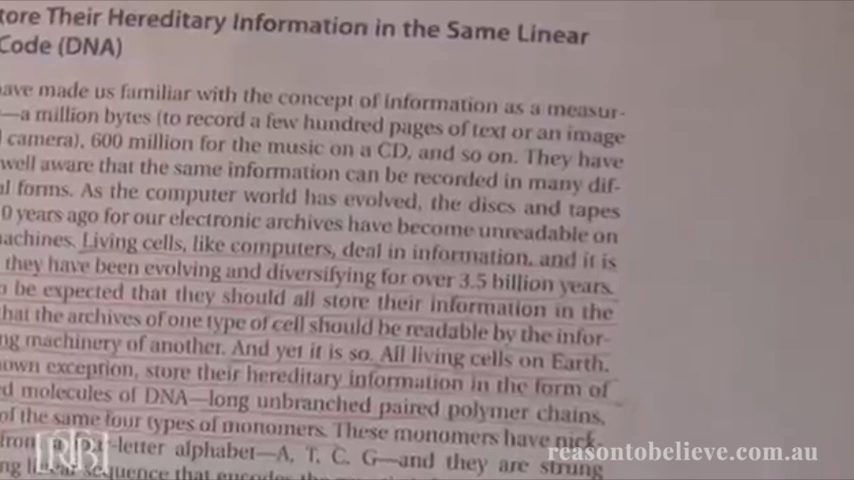 tore Their Hereditary Information in the Same Linear
Code (DNA)
ave made us familiar with the concept of information as a measur-
—a million bytes (to record a few hundred pages of text or an image
l camera), 600 million for the music on a CD, and so on. They have
well aware that the same information can be recorded in many dif-
al forms. As the computer world has evolved, the discs and tapes
0 years ago for our electronic archives have become unreadable on
achines. Living cells, like computers, deal in information, and it is
they have been evolving and diversifying for over 3.5 billion years.
o be expected that they should all store their information in the
hat the archives of one type of cell should be readable by the infor-
ng machinery of another. And yet it is so. All living cells on Earth,
own exception, store their hereditary information in the form of
d molecules of DNA—long unbranched paired polymer chains,
of the same four types of monomers. These monomers have nick-
from -letter alphabet—A, T, C, G—and they are strung
ng linear sequence that encodes the
RTB
reasontobelieve.com.au